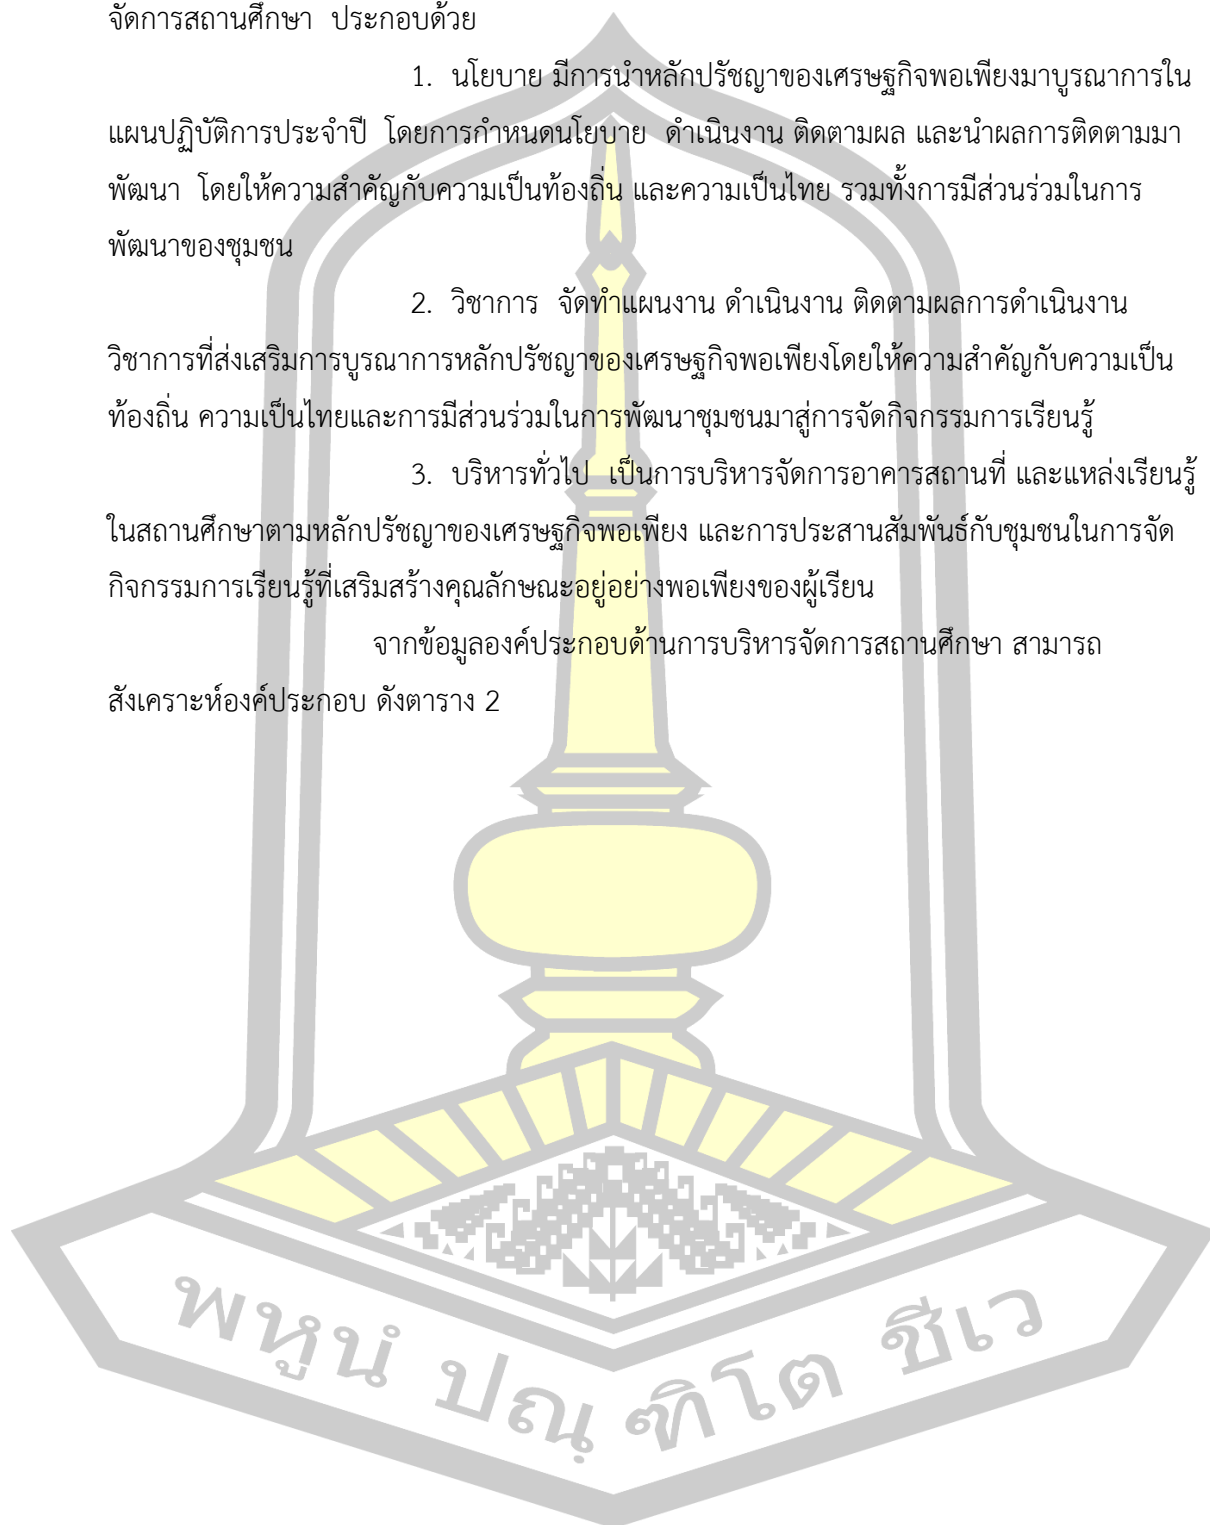 จัดการสถานศึกษา ประกอบด้วย
1. นโยบาย มีการนำหลักปรัชญาของเศรษฐกิจพอเพียงมาบูรณาการใน
แผนปฏิบัติการประจำปี โดยการกำหนดนโยบาย ดำเนินงาน ติดตามผล และนำผลการติดตามมา
พัฒนา โดยให้ความสำคัญกับความเป็นท้องถิ่น และความเป็นไทย รวมทั้งการมีส่วนร่วมในการ
พัฒนาของชุมชน
2. วิชาการ จัดทำแผนงาน ดำเนินงาน ติดตามผลการดำเนินงาน
วิชาการที่ส่งเสริมการบูรณาการหลักปรัชญาของเศรษฐกิจพอเพียงโดยให้ความสำคัญกับความเป็น
ท้องถิ่น ความเป็นไทยและการมีส่วนร่วมในการพัฒนาชุมชนมาสู่การจัดกิจกรรมการเรียนรู้
3. บริหารทั่วไป เป็นการบริหารจัดการอาคารสถานที่ และแหล่งเรียนรู้
ในสถานศึกษาตามหลักปรัชญาของเศรษฐกิจพอเพียง และการประสานสัมพันธ์กับชุมชนในการจัด
กิจกรรมการเรียนรู้ที่เสริมสร้างคุณลักษณะอยู่อย่างพอเพียงของผู้เรียน
จากข้อมูลองค์ประกอบด้านการบริหารจัดการสถานศึกษา สามารถ
สังเคราะห์องค์ประกอบ ดังตาราง 2
พหูนํ ปณฺฑิโต ชีเว